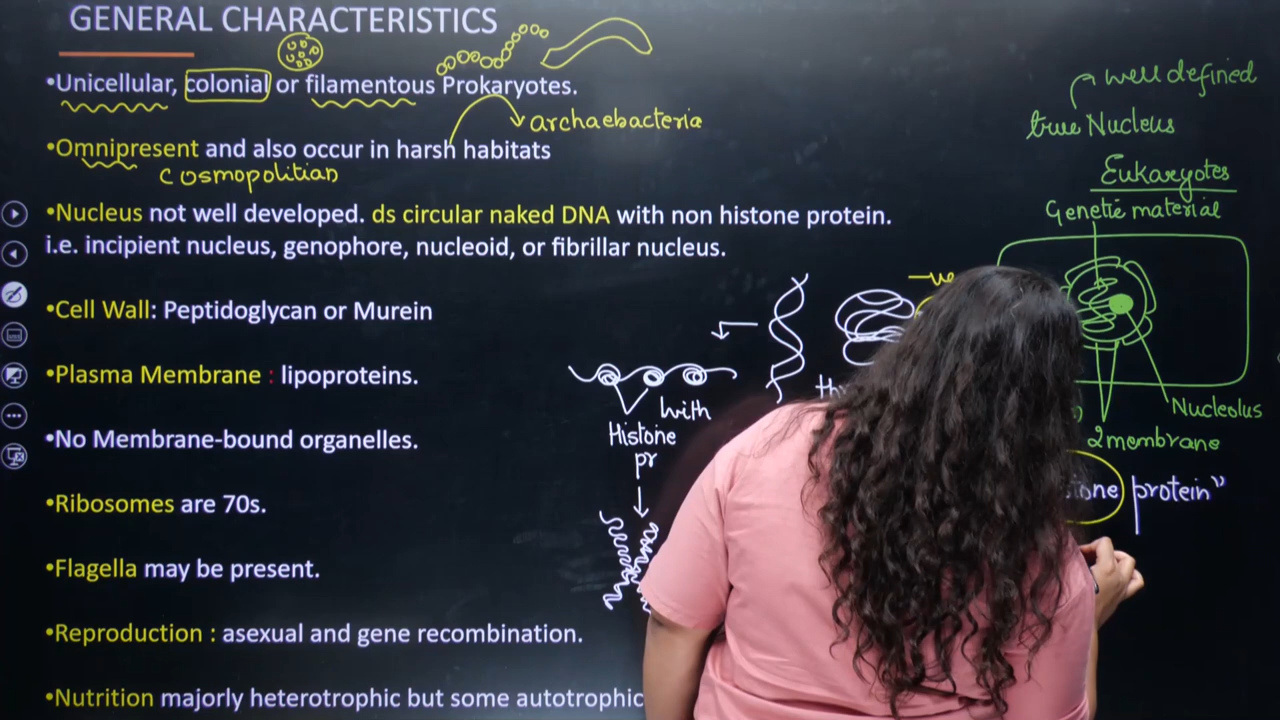 GENERAL CHARACTERISTICS
•Unicellular, colonial or filamentous Prokaryotes.
archaebacteria
•Omnipresent and also occur in harsh habitats
Cosmopolitian
•Nucleus not well developed. ds circular naked DNA with non histone protein.
i.e. incipient nucleus, genophore, nucleoid, or fibrillar nucleus.
•Cell Wall: Peptidoglycan or Murein
•Plasma Membrane : lipoproteins.
•No Membrane-bound organelles.
•Ribosomes are 70s.
•Flagella may be present.
•Reproduction : asexual and gene recombination.
•Nutrition majorly heterotrophic but some autotrophic
with
Histone
pr
well defined
true Nucleus
Eukaryotes
Genetic material
-ve
Nucleolus
2membrane
protein"